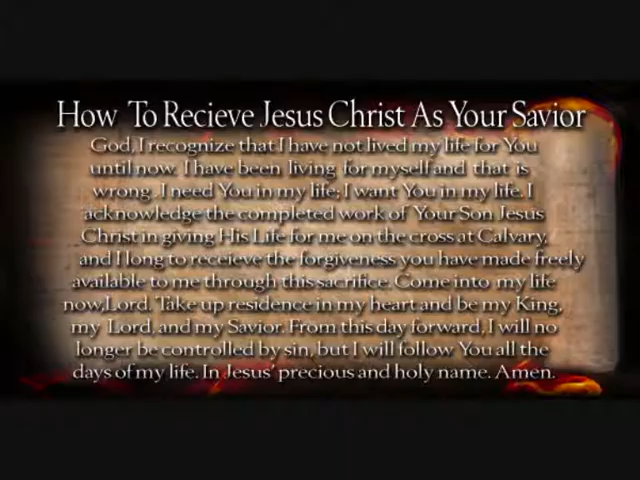 How To Recieve Jesus Christ As Your Savior
God, I recognize that I have not lived my life for You
until now. I have been living for myself and that is
wrong. I need You in my life; I want You in my life. I
acknowledge the completed work of Your Son Jesus
Christ in giving His Life for me on the cross at Calvary,
and I long to receieve the forgiveness you have made freely
available to me through this sacrifice. Come into my life
now,Lord. Take up residence in my heart and be my King,
my Lord, and my Savior. From this day forward, I will no
longer be controlled by sin, but I will follow You all the
days of my life. In Jesus' precious and holy name. Amen.